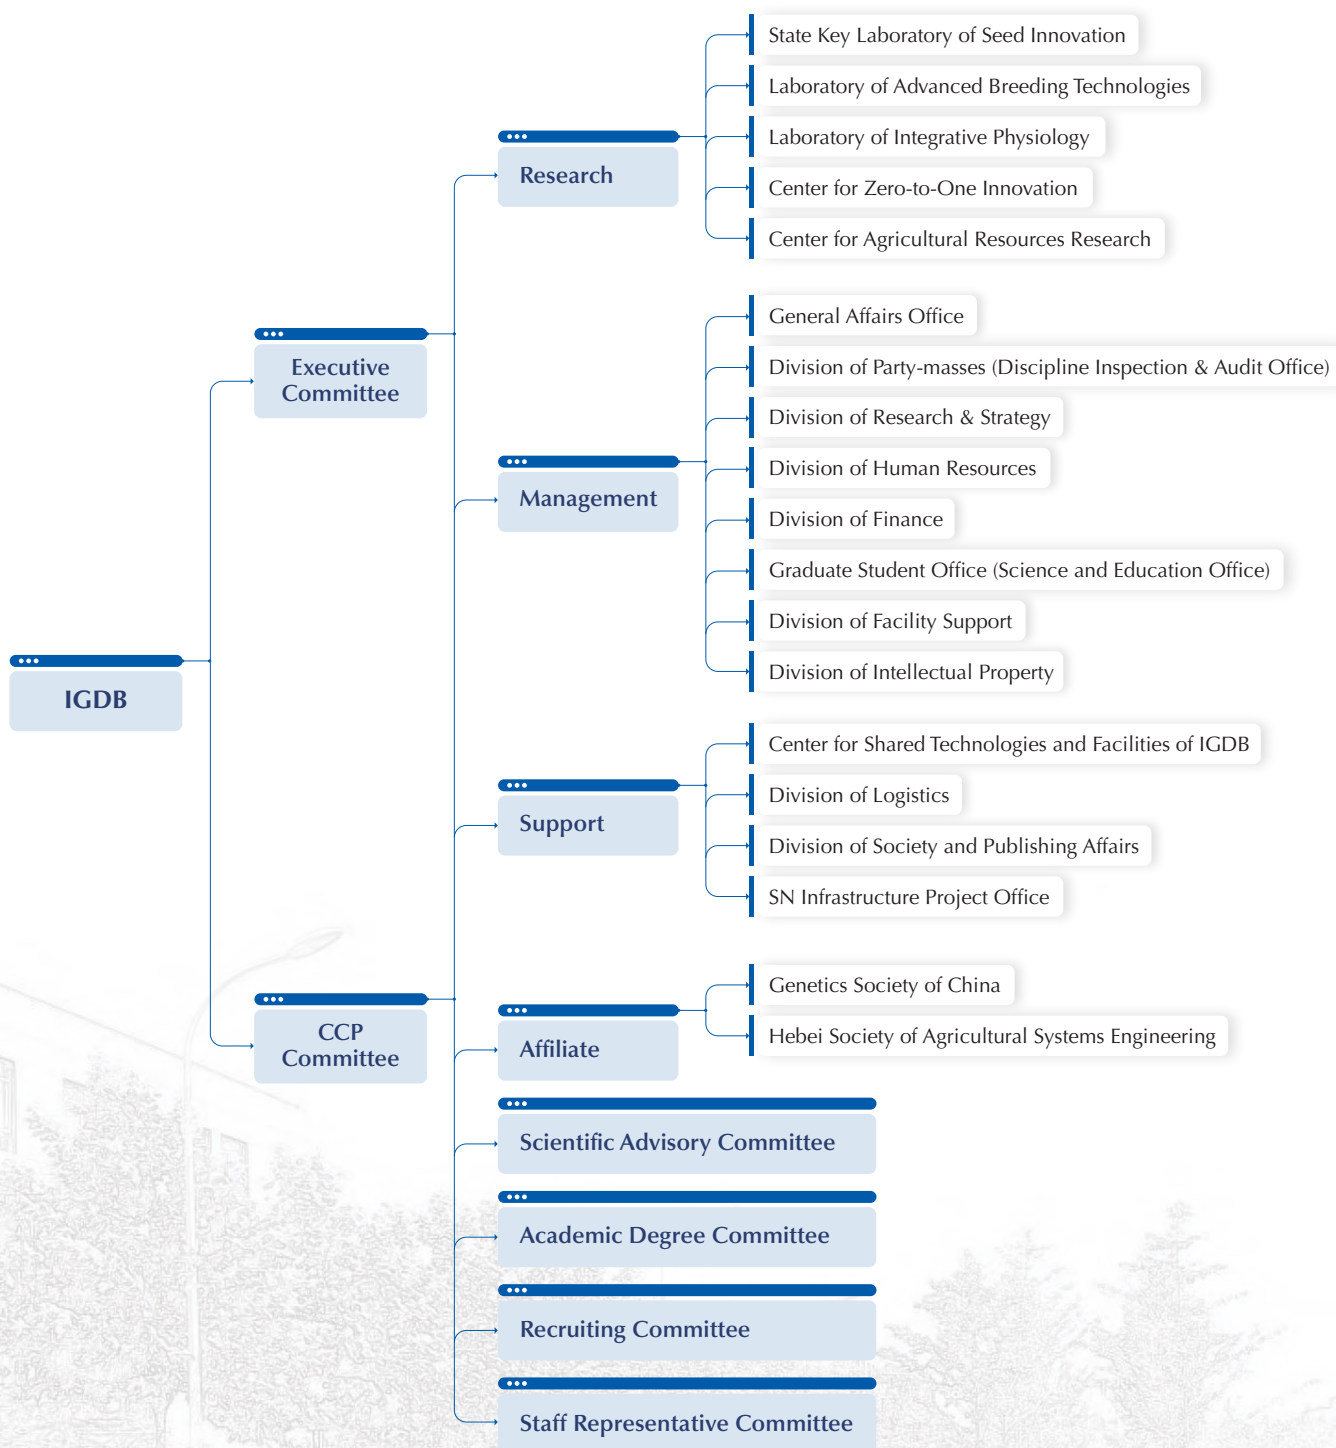 IGDB
Executive
Committee
CCP
Committee
Research
State Key Laboratory of Seed Innovation
Laboratory of Advanced Breeding Technologies
Laboratory of Integrative Physiology
Center for Zero-to-One Innovation
Center for Agricultural Resources Research
Management
General Affairs Office
Division of Party-masses (Discipline Inspection & Audit Office)
Division of Research & Strategy
Division of Human Resources
Division of Finance
Graduate Student Office (Science and Education Office)
Division of Facility Support
Division of Intellectual Property
Support
Center for Shared Technologies and Facilities of IGDB
Division of Logistics
Division of Society and Publishing Affairs
SN Infrastructure Project Office
Affiliate
Genetics Society of China
Hebei Society of Agricultural Systems Engineering
Scientific Advisory Committee
Academic Degree Committee
Recruiting Committee
Staff Representative Committee